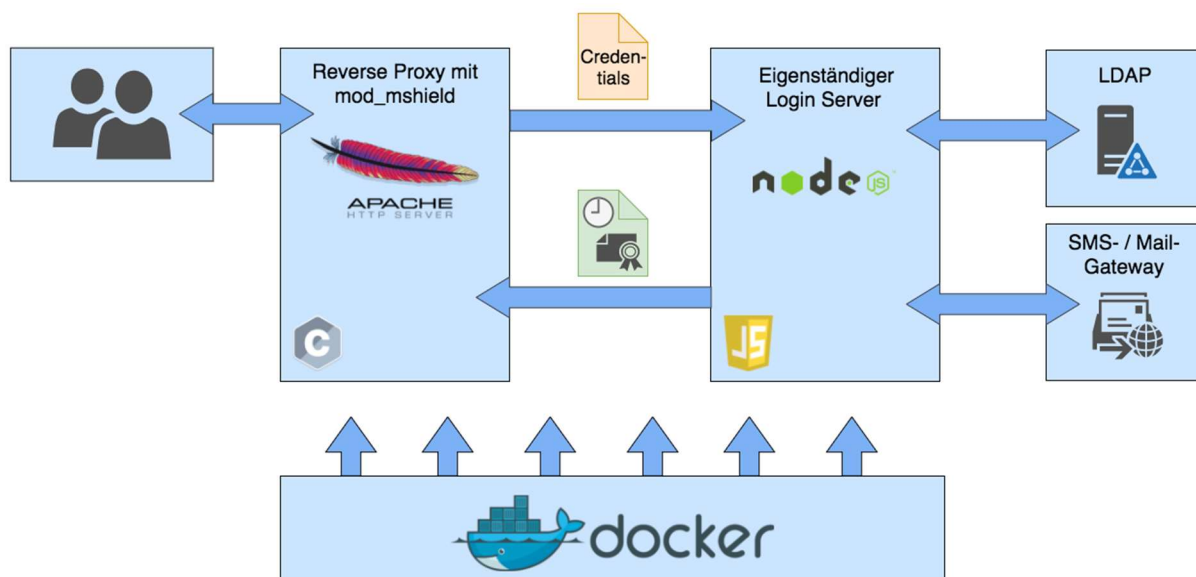 Reverse Proxy mit
mod_mshield
APACHE
HTTP SERVER
C
Creden-
tials
Eigenständiger
Login Server
node
JS
JS
LDAP
SMS- / Mail-
Gateway
docker